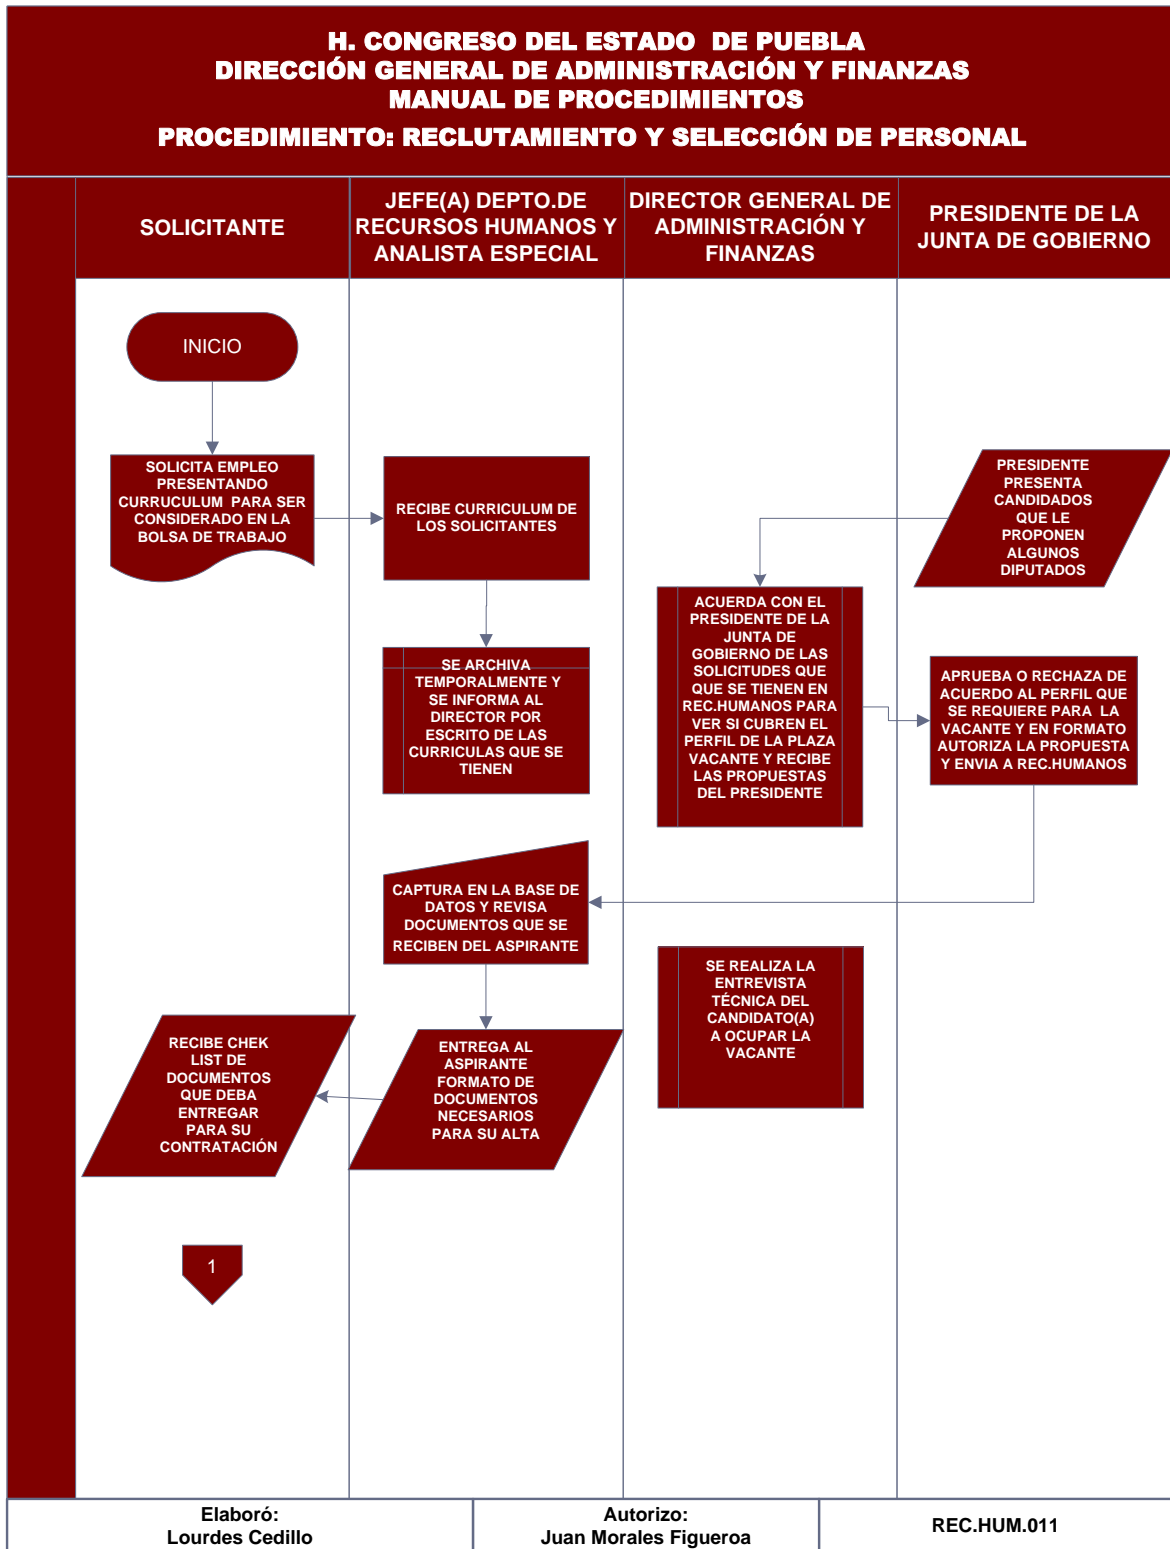 H. CONGRESO DEL ESTADO DE PUEBLA
DIRECCIÓN GENERAL DE ADMINISTRACIÓN Y FINANZAS
MANUAL DE PROCEDIMIENTOS
PROCEDIMIENTO: RECLUTAMIENTO Y SELECCIÓN DE PERSONAL
SOLICITANTE
JEFE(A) DEPTO.DE
RECURSOS HUMANOS Y
ANALISTA ESPECIAL
DIRECTOR GENERAL DE
ADMINISTRACIÓN Y
FINANZAS
PRESIDENTE DE LA
JUNTA DE GOBIERNO
INICIO
SOLICITA EMPLEO
PRESENTANDO
CURRUCULUM PARA SER
CONSIDERADO EN LA
BOLSA DE TRABAJO
RECIBE CURRICULUM DE
LOS SOLICITANTES
PRESIDENTE
PRESENTA
CANDIDADOS
QUE LE
PROPONEN
ALGUNOS
DIPUTADOS
SE ARCHIVA
TEMPORALMENTE Y
SE INFORMA AL
DIRECTOR POR
ESCRITO DE LAS
CURRICULAS QUE SE
TIENEN
ACUERDA CON EL
PRESIDENTE DE LA
JUNTA DE
GOBIERNO DE LAS
SOLICITUDES QUE
QUE SE TIENEN EN
REC.HUMANOS PARA
VER SI CUBREN EL
PERFIL DE LA PLAZA
VACANTE Y RECIBE
LAS PROPUESTAS
DEL PRESIDENTE
APRUEBA O RECHAZA DE
ACUERDO AL PERFIL QUE
SE REQUIERE PARA LA
VACANTE Y EN FORMATO
AUTORIZA LA PROPUESTA
Y ENVIA A REC.HUMANOS
CAPTURA EN LA BASE DE
DATOS Y REVISA
DOCUMENTOS QUE SE
RECIBEN DEL ASPIRANTE
SE REALIZA LA
ENTREVISTA
TÉCNICA DEL
CANDIDATO(A)
A OCUPAR LA
VACANTE
RECIBE CHEK
LIST DE
DOCUMENTOS
QUE DEBA
ENTREGAR
PARA SU
CONTRATACIÓN
ENTREGA AL
ASPIRANTE
FORMATO DE
DOCUMENTOS
NECESARIOS
PARA SU ALTA
1
Elaboró:
Lourdes Cedillo
Autorizo:
Juan Morales Figueroa
REC.HUM.011